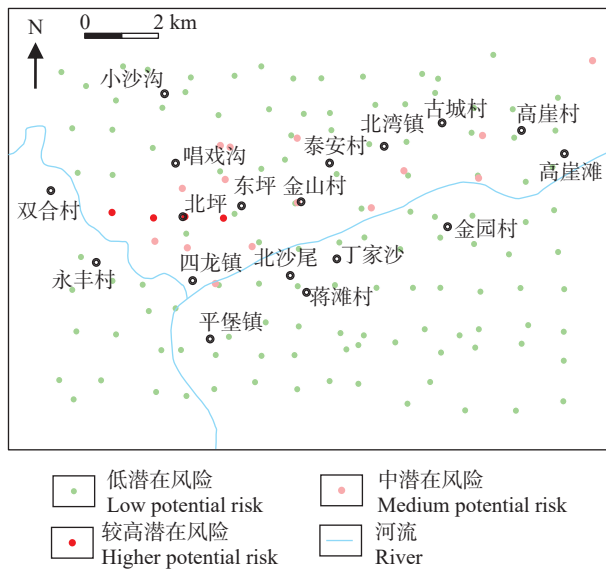 0 2 km
N
小沙沟
古城村
高崖村
北湾镇
泰安村
唱戏沟
高崖滩
东坪
金山村
双合村
北坪
金园村
丁家沙
永丰村
四龙镇
北沙尾
蒋滩村
平堡镇
低潜在风险
Low potential risk
中潜在风险
Medium potential risk
较高潜在风险
Higher potential risk
河流
River